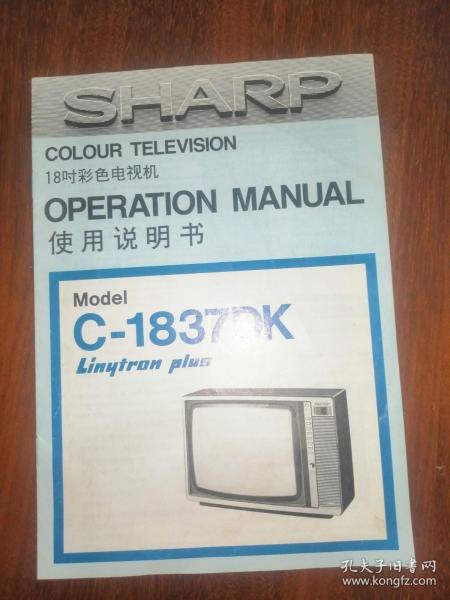 SHARP
COLOUR TELEVISION
18吋彩色电视机
OPERATION MANUAL
使用说明书
Model
C-1837DK
Linytron plus
孔夫子旧书网
www.kongfz.com